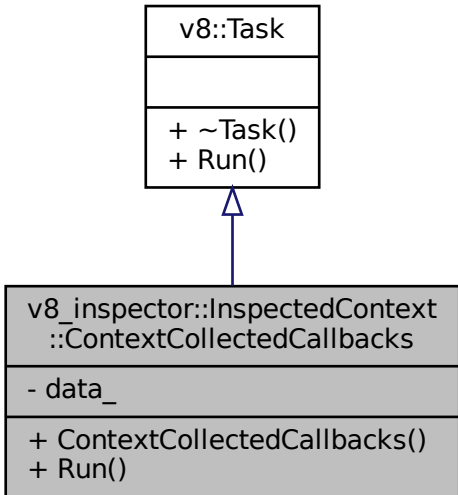 v8::Task
+ ~Task()
+ Run()
v8_inspector::InspectedContext
::ContextCollectedCallbacks
- data_
+ ContextCollectedCallbacks()
+ Run()